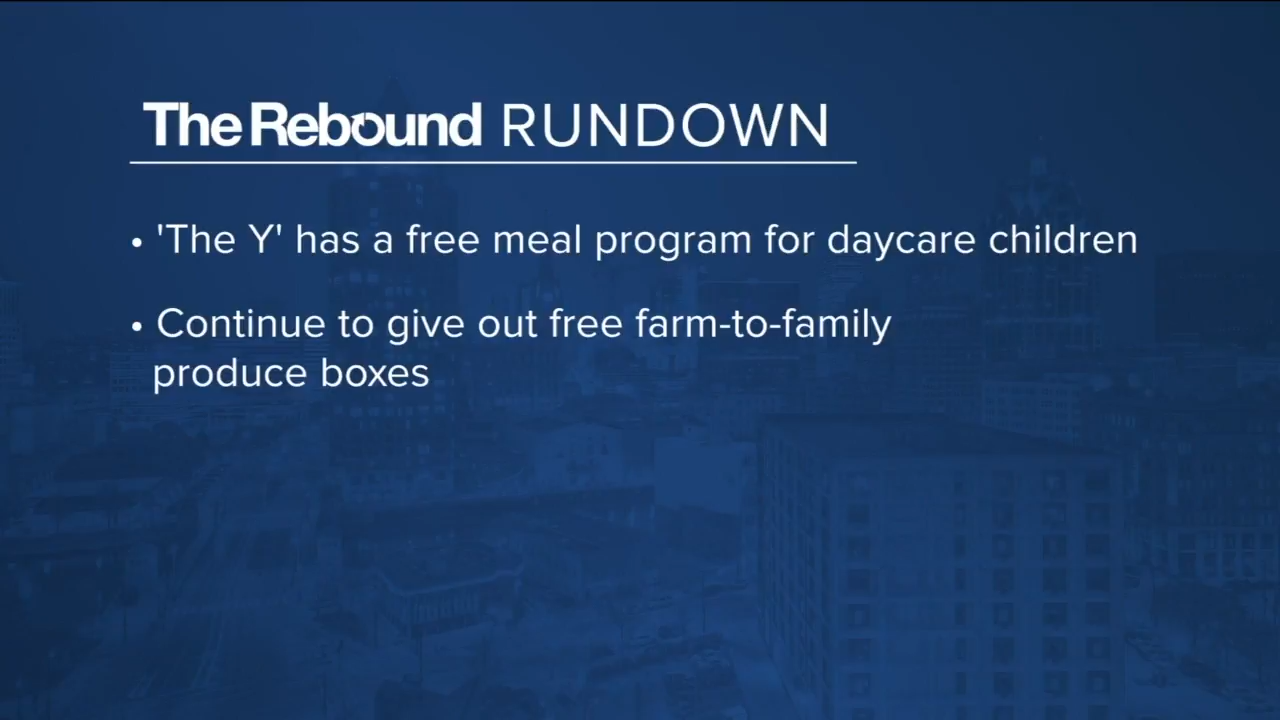 The Rebound RUNDOWN
• 'The Y' has a free meal program for daycare children
• Continue to give out free farm-to-family
produce boxes